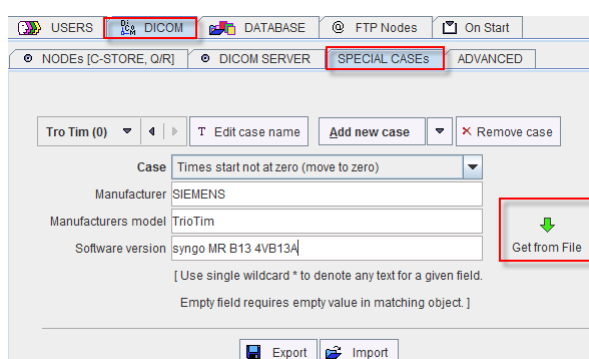 USERS DICOM DATABASE @ FTP Nodes On Start
NODEs [C-STORE, Q/R] DICOM SERVER SPECIAL CASEs ADVANCED
Tro Tim (0) T Edit case name Add new case Remove case
Case Times start not at zero (move to zero)
Manufacturer SIEMENS
Manufacturers model TrioTim
Software version syngo MR B13 4VB13A
Get from File
[ Use single wildcard * to denote any text for a given field.
Empty field requires empty value in matching object. ]
Export Import